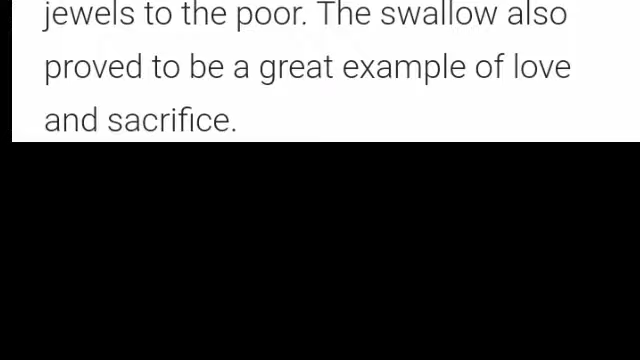 jewels to the poor. The swallow also
proved to be a great example of love
and sacrifice.